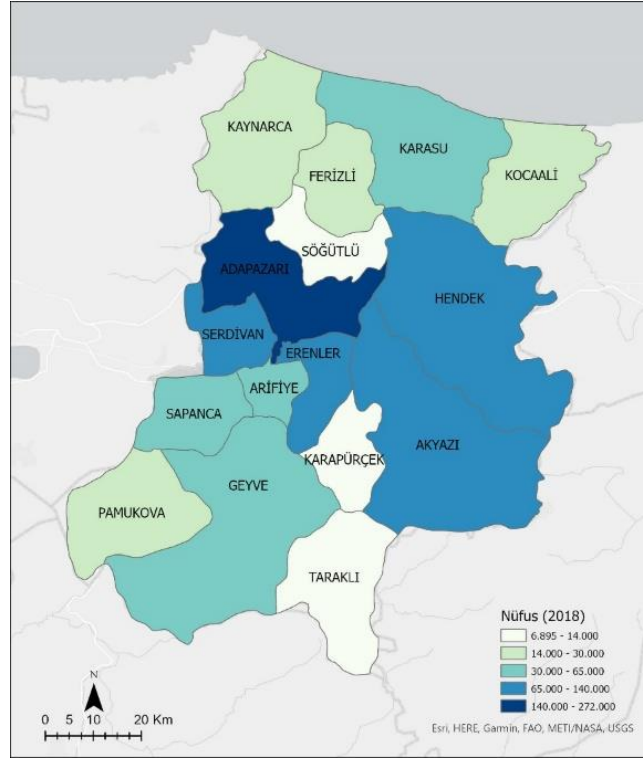 KAYNARCA
KARASU
FERİZLİ
KOCAALİ
SÖĞÜTLÜ
ADAPAZARI
HENDEK
SERDİVAN
ERENLER
ARİFİYE
SAPANCA
AKYAZI
KARAPÜRÇEK
GEYVE
PAMUKOVA
TARAKLI
Nüfus (2018)
6.895 - 14.000
14.000 - 30.000
30.000 - 65.000
65.000 - 140.000
140.000 - 272.000
N
0 5 10 20 Km
Esri, HERE, Garmin, FAO, METI/NASA, USGS